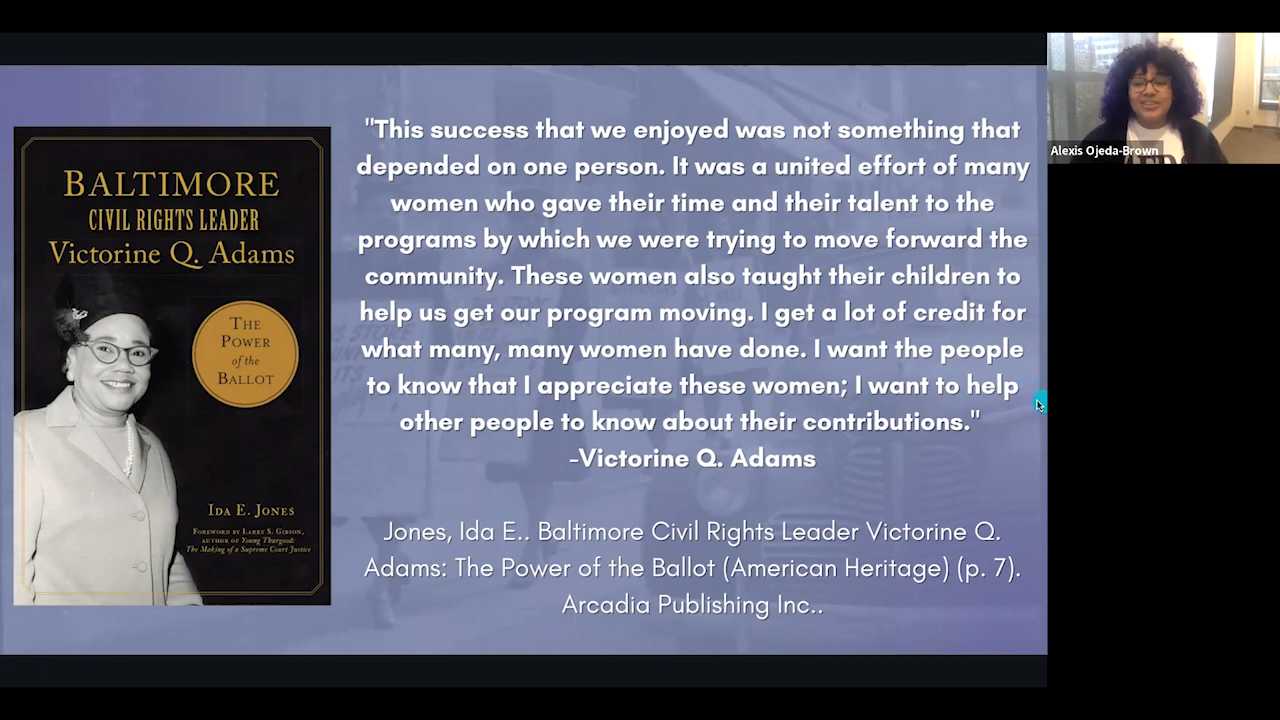 BALTIMORE
CIVIL RIGHTS LEADER
Victorine Q. Adams
THE
POWER
of the
BALLOT
IDA E. JONES
FOREWORD BY LARRY S. GIBSON,
AUTHOR OF Young Thurgood:
The Making of a Supreme Court Justice
"This success that we enjoyed was not something that
depended on one person. It was a united effort of many
women who gave their time and their talent to the
programs by which we were trying to move forward the
community. These women also taught their children to
help us get our program moving. I get a lot of credit for
what many, many women have done. I want the people
to know that I appreciate these women; I want to help
other people to know about their contributions."
-Victorine Q. Adams
Jones, Ida E.. Baltimore Civil Rights Leader Victorine Q.
Adams: The Power of the Ballot (American Heritage) (p. 7).
Arcadia Publishing Inc..
Alexis Ojeda-Brown